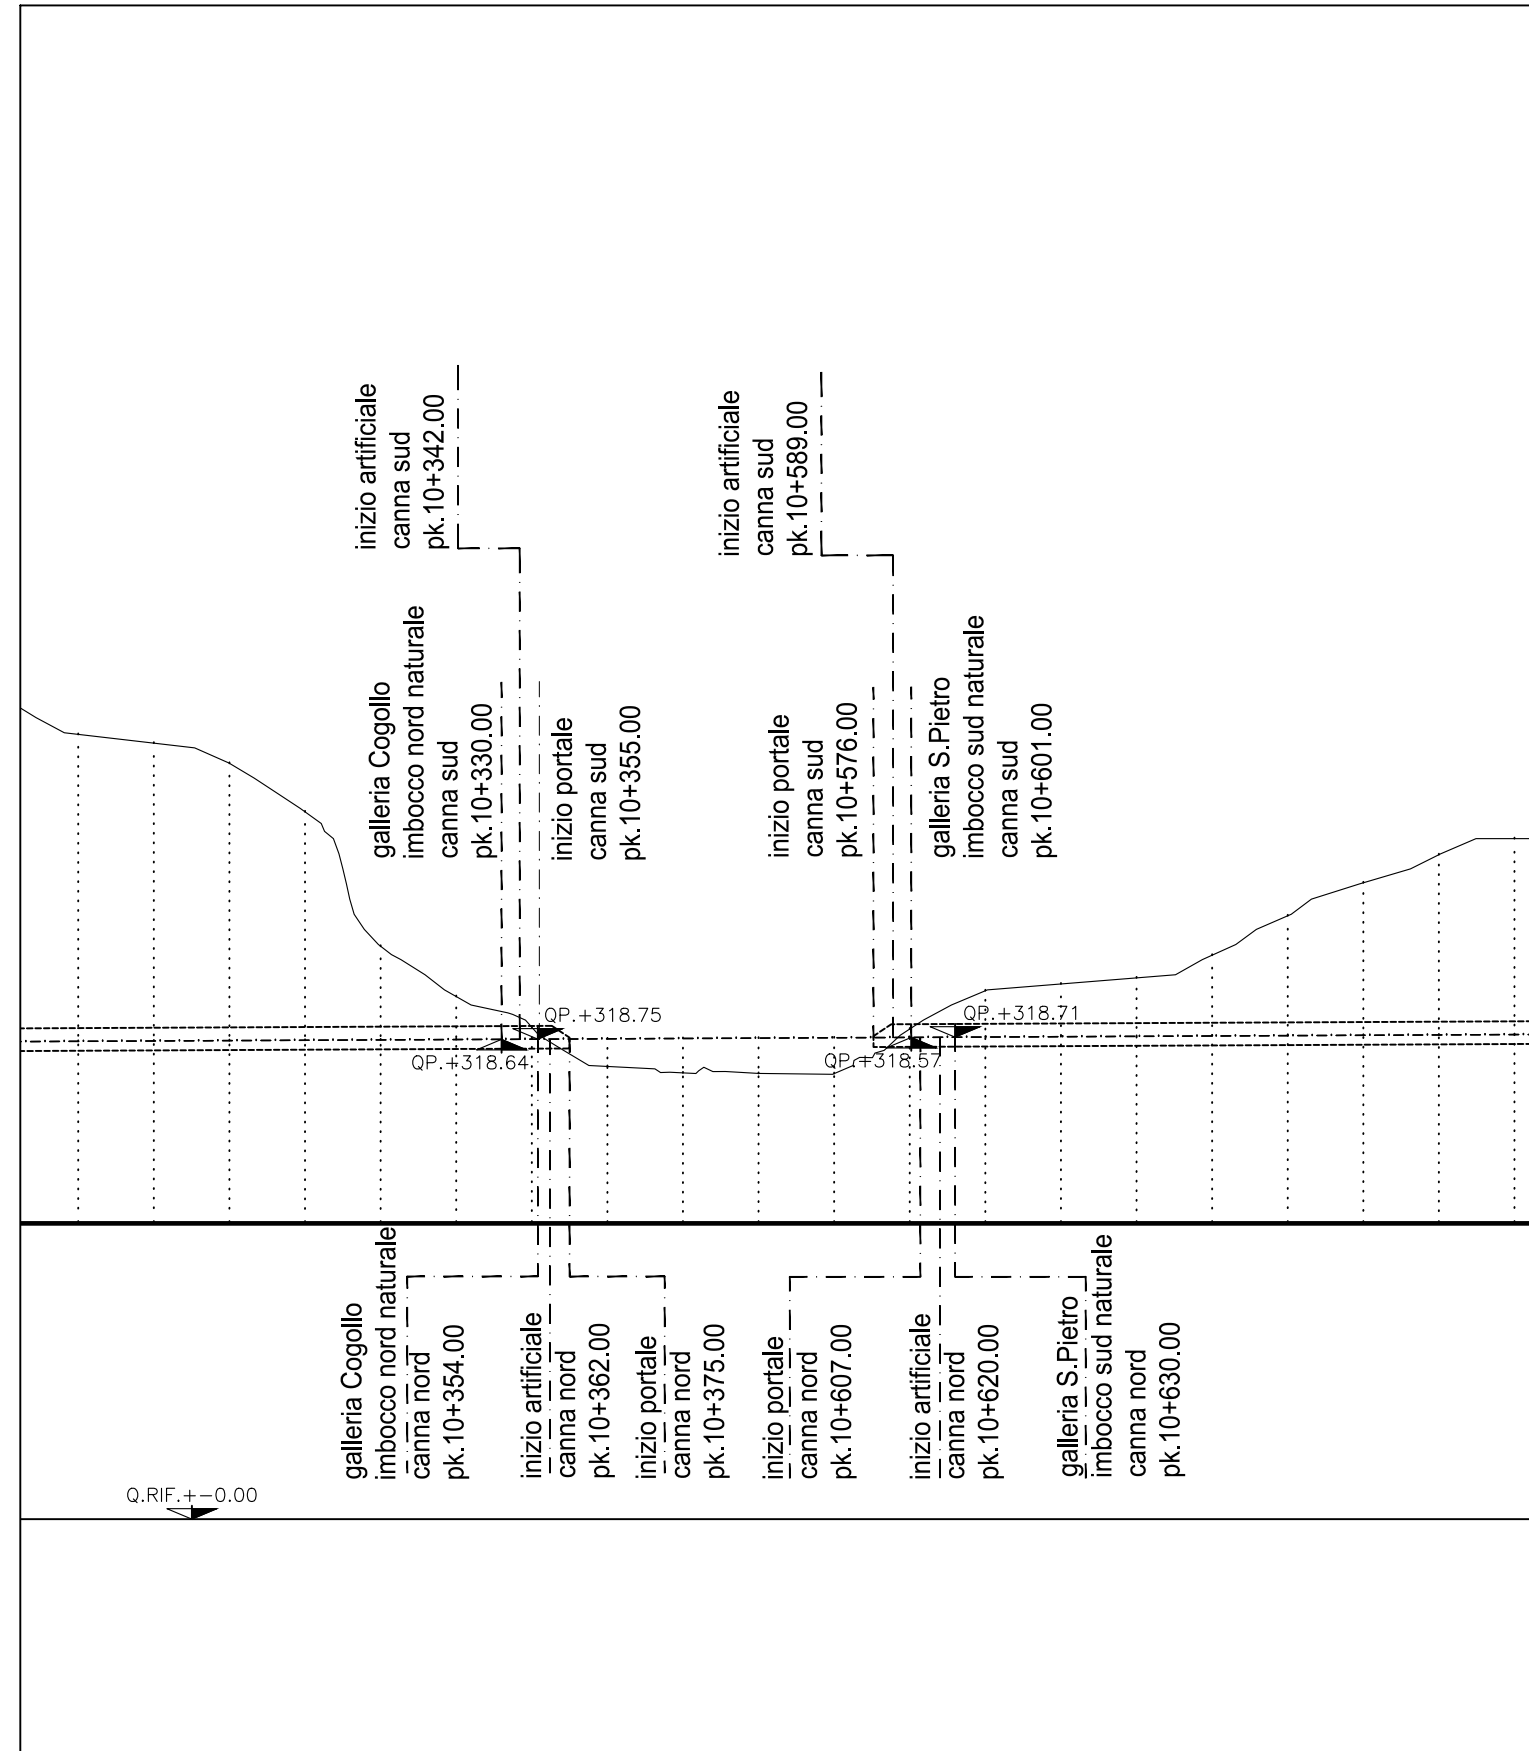 inizio artificiale
canna sud
pk.10+342.00
inizio artificiale
canna sud
pk.10+589.00
galleria Cogollo
imbocco nord naturale
canna sud
pk.10+330.00
inizio portale
canna sud
pk.10+355.00
inizio portale
canna sud
pk.10+576.00
galleria S.Pietro
imbocco sud naturale
canna sud
pk.10+601.00
QP.+318.75
QP.+318.71
QP.+318.64
QP.+318.57
galleria Cogollo
imbocco nord naturale
canna nord
pk.10+354.00
inizio artificiale
canna nord
pk.10+362.00
inizio portale
canna nord
pk.10+375.00
inizio portale
canna nord
pk.10+607.00
inizio artificiale
canna nord
pk.10+620.00
galleria S.Pietro
imbocco sud naturale
canna nord
pk.10+630.00
Q.RIF.+-0.00